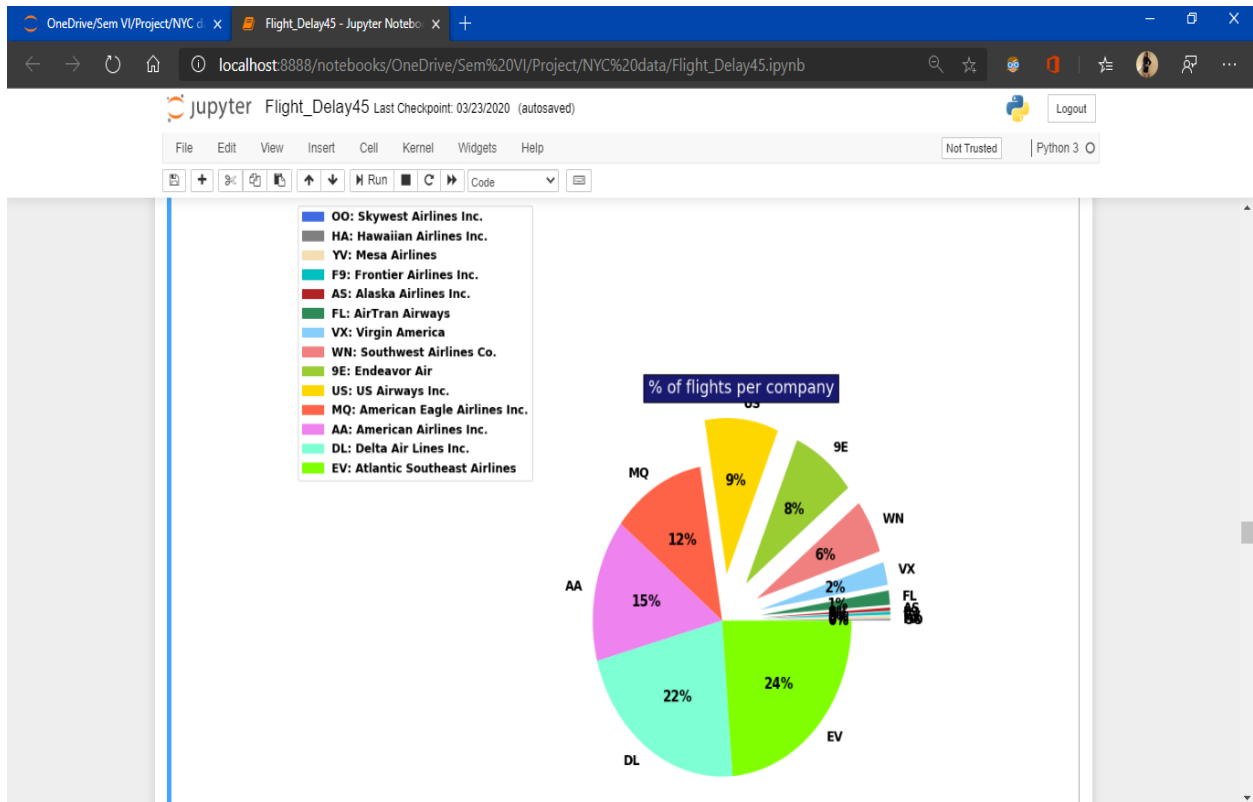 OneDrive/Sem VI/Project/NYC d
Flight_Delay45 - Jupyter Notebo
localhost:8888/notebooks/OneDrive/Sem%20VI/Project/NYC%20data/Flight_Delay45.ipynb
jupyter Flight_Delay45 Last Checkpoint: 03/23/2020 (autosaved)
Logout
File Edit View Insert Cell Kernel Widgets Help
Not Trusted
Python 3
Run
Code
OO: Skywest Airlines Inc.
HA: Hawaiian Airlines Inc.
YV: Mesa Airlines
F9: Frontier Airlines Inc.
AS: Alaska Airlines Inc.
FL: AirTran Airways
VX: Virgin America
WN: Southwest Airlines Co.
9E: Endeavor Air
US: US Airways Inc.
MQ: American Eagle Airlines Inc.
AA: American Airlines Inc.
DL: Delta Air Lines Inc.
EV: Atlantic Southeast Airlines
% of flights per company
US
9E
MQ
9%
8%
WN
12%
6%
VX
2%
AA
15%
FL
1%
AS
24%
22%
EV
DL